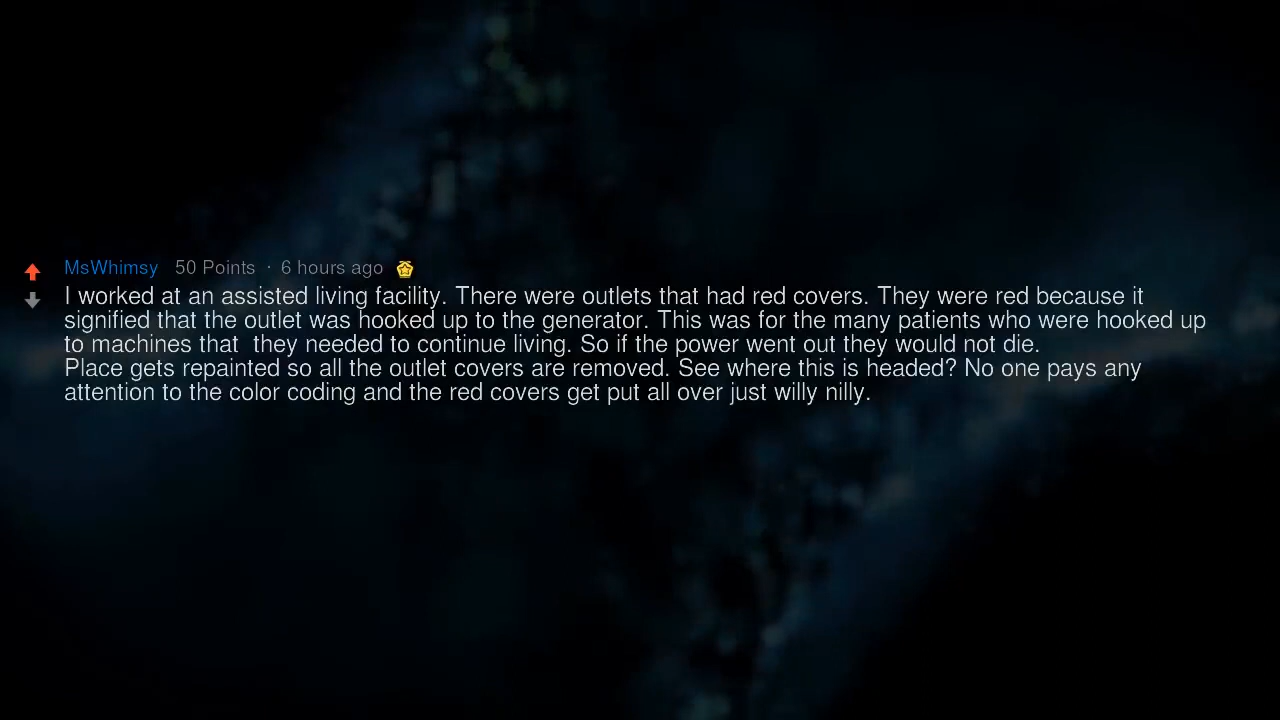 MsWhimsy 50 Points · 6 hours ago
I worked at an assisted living facility. There were outlets that had red covers. They were red because it
signified that the outlet was hooked up to the generator. This was for the many patients who were hooked up
to machines that  they needed to continue living. So if the power went out they would not die.
Place gets repainted so all the outlet covers are removed. See where this is headed? No one pays any
attention to the color coding and the red covers get put all over just willy nilly.